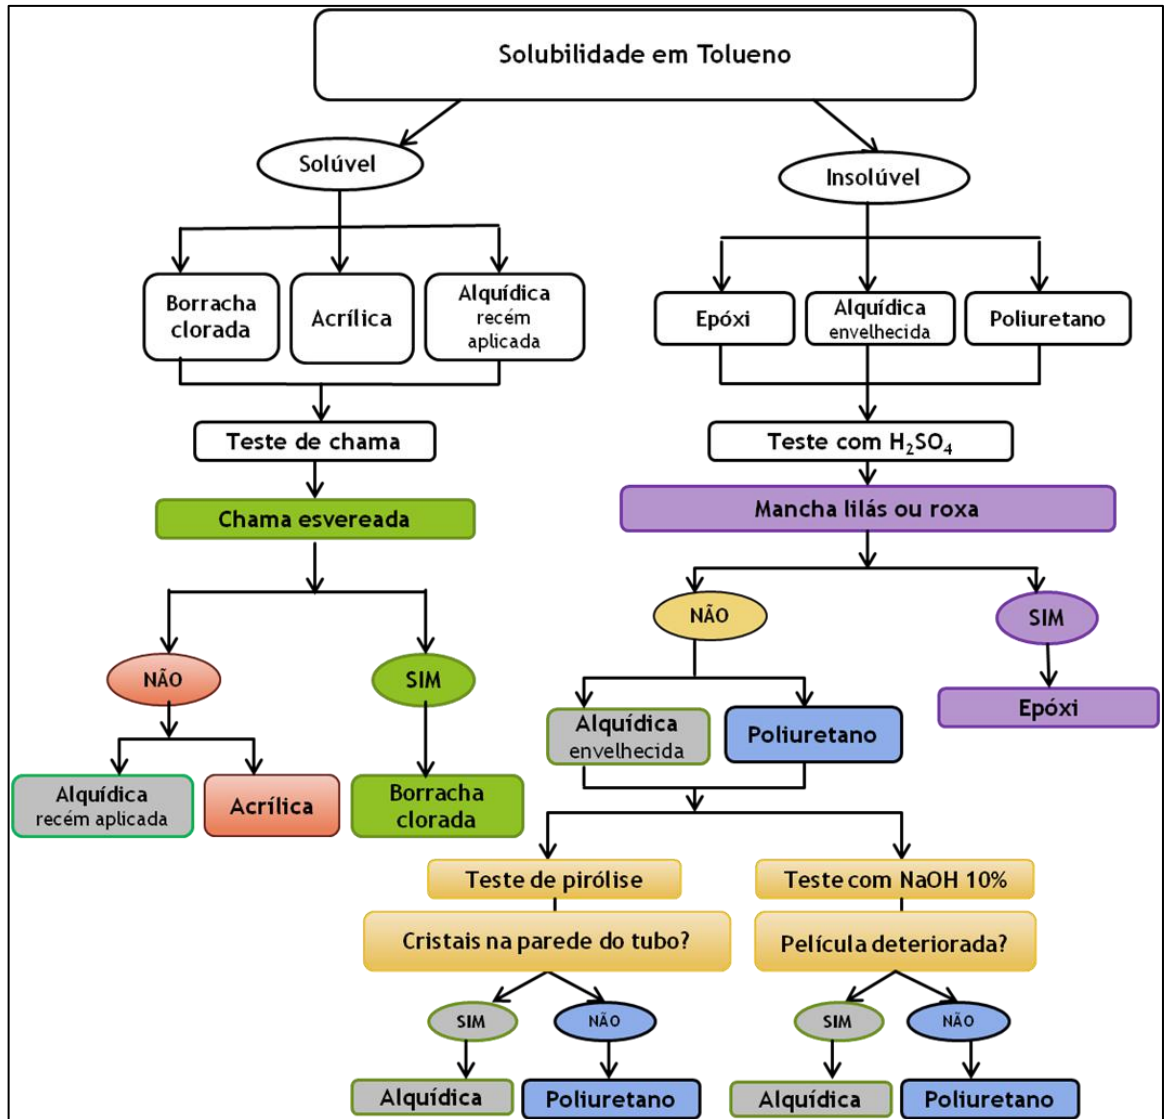 Solubilidade em Tolueno
Solúvel
Insolúvel
Borracha
clorada
Acrílica
Alquídica
recém
aplicada
Epóxi
Alquídica
envelhecida
Poliuretano
Teste de chama
Teste com H₂SO₄
Chama esvereada
Mancha lilás ou roxa
NÃO
SIM
NÃO
SIM
Alquídica
recém aplicada
Acrílica
Borracha
clorada
Alquídica
envelhecida
Poliuretano
Epóxi
Teste de pirólise
Teste com NaOH 10%
Cristais na parede do tubo?
Película deteriorada?
SIM
NÃO
SIM
NÃO
Alquídica
Poliuretano
Alquídica
Poliuretano